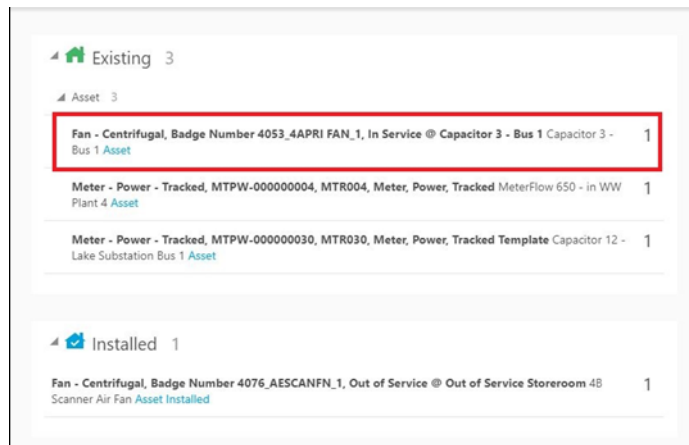 Existing 3
Asset 3
Fan - Centrifugal, Badge Number 4053_4APRI FAN_1, In Service @ Capacitor 3 - Bus 1 Capacitor 3 - 1
Bus 1 Asset
Meter - Power - Tracked, MTPW-000000004, MTR004, Meter, Power, Tracked MeterFlow 650 - in WW 1
Plant 4 Asset
Meter - Power - Tracked, MTPW-000000030, MTR030, Meter, Power, Tracked Template Capacitor 12 - 1
Lake Substation Bus 1 Asset
Installed 1
Fan - Centrifugal, Badge Number 4076_AESCANFN_1, Out of Service @ Out of Service Storeroom 4B 1
Scanner Air Fan Asset Installed